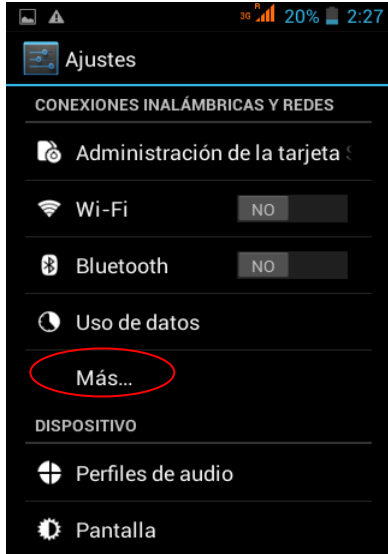 3G R 20% 2:27
Ajustes
CONEXIONES INALÁMBRICAS Y REDES
Administración de la tarjeta
Wi-Fi NO
Bluetooth NO
Uso de datos
Más...
DISPOSITIVO
Perfiles de audio
Pantalla